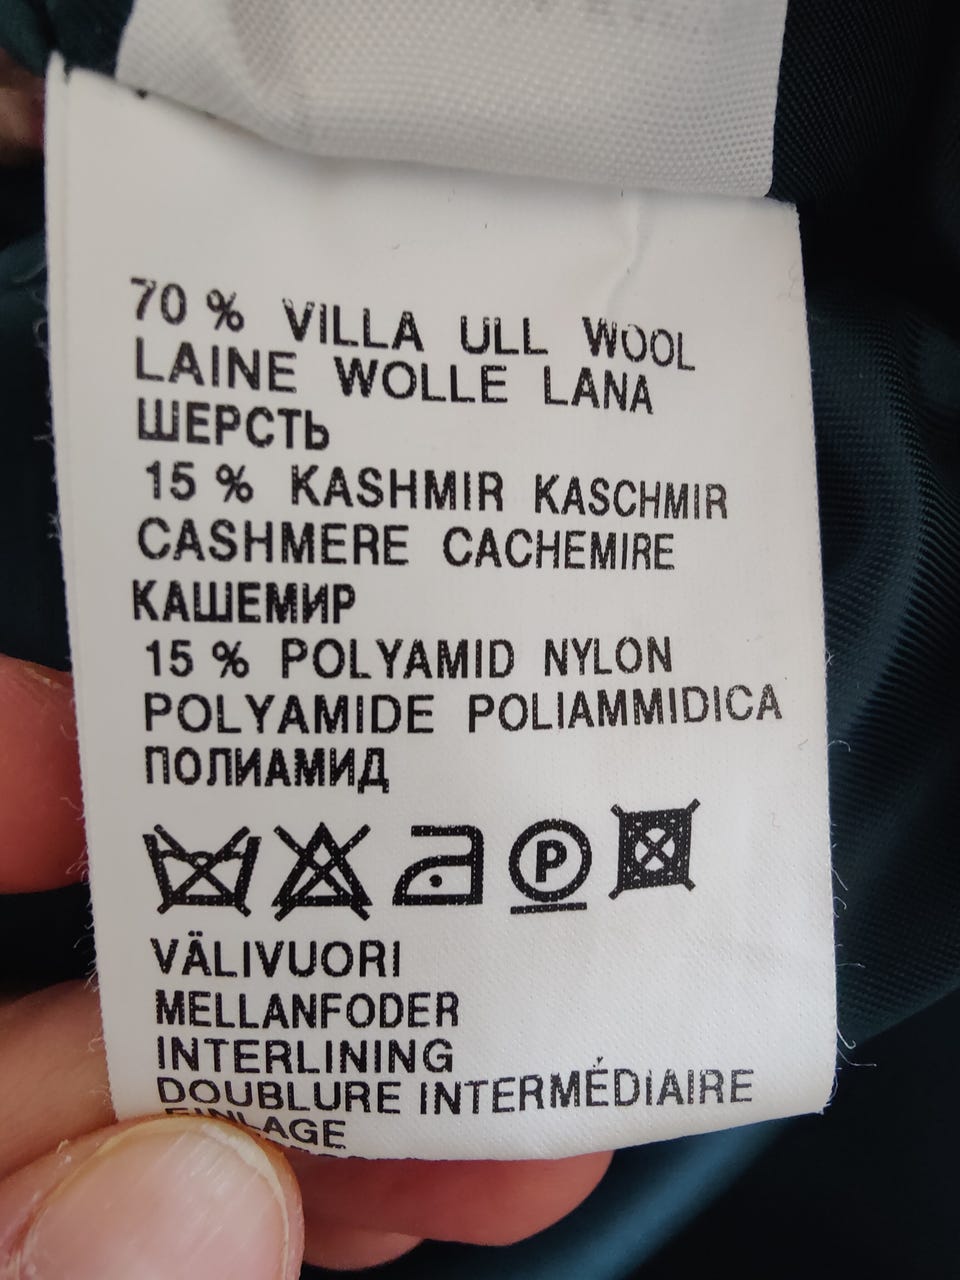 70 % VILLA ULL WOOL
LAINE WOLLE LANA
ШЕРСТЬ
15 % KASHMIR KASCHMIR
CASHMERE CACHEMIRE
КАШЕМИР
15 % POLYAMID NYLON
POLYAMIDE POLIAMMIDICA
ПОЛИАМИД
P
VÄLIVUORI
MELLANFODER
INTERLINING
DOUBLURE INTERMÉDIAIRE
EINLAGE